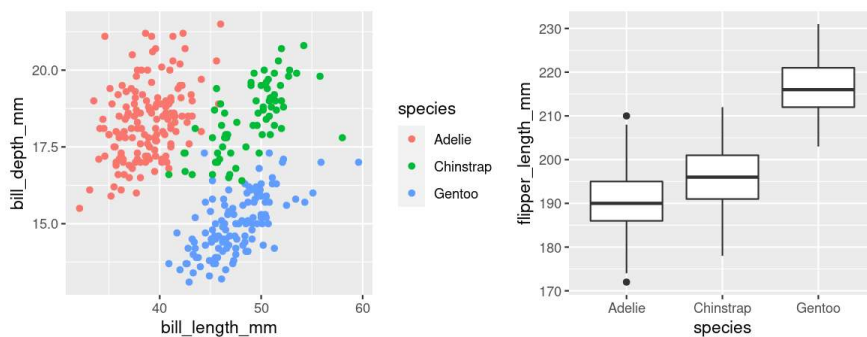 bill_depth_mm
20.0
17.5
15.0
40
50
60
bill_length_mm
species
Adelie
Chinstrap
Gentoo
flipper_length_mm
230
220
210
200
190
180
170
Adelie
Chinstrap
Gentoo
species